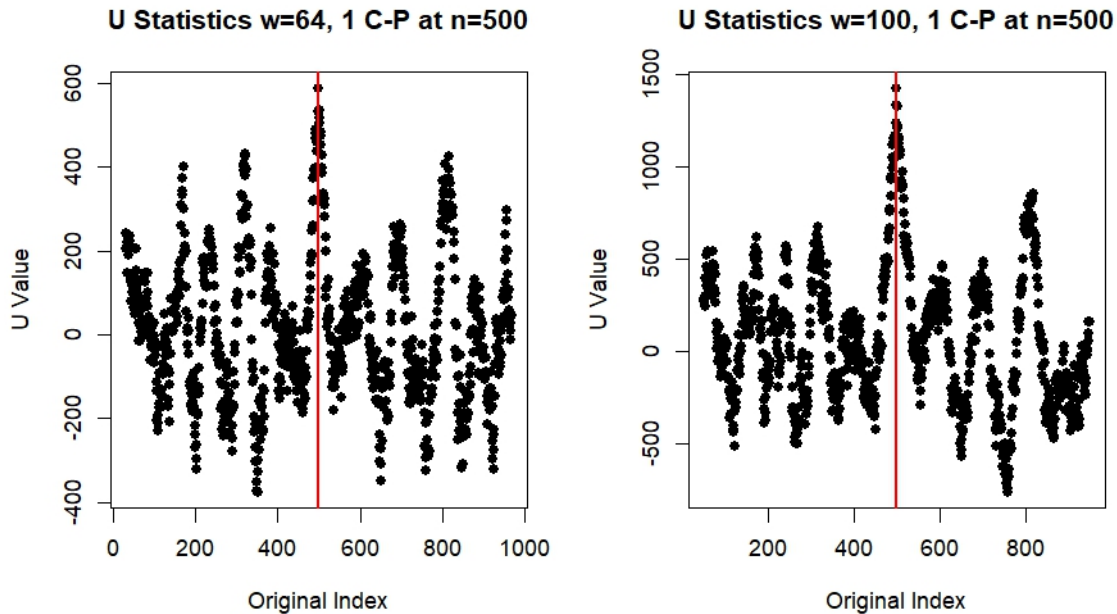 U Statistics w=64, 1 C-P at n=500
U Value
600
400
200
0
-200
-400
0 200 400 600 800 1000
Original Index
U Statistics w=100, 1 C-P at n=500
U Value
1500
1000
500
0
-500
200 400 600 800
Original Index